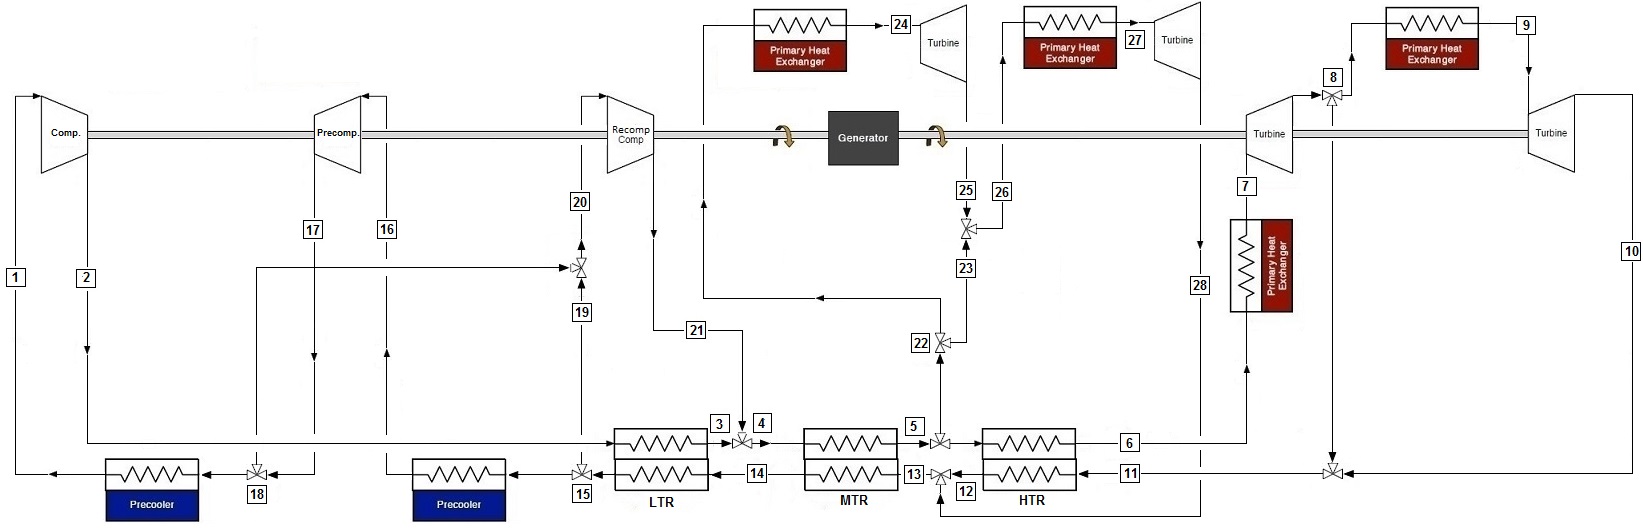 Primary Heat
Exchanger
24
Turbine
Primary Heat
Exchanger
27
Turbine
8
Primary Heat
Exchanger
9
Comp.
Precomp.
Recomp
Comp
Generator
Turbine
Turbine
20
25
26
7
17
16
1
2
19
23
28
Primary Heat
Exchanger
10
21
22
3
4
5
6
14
13
12
11
Precooler
18
Precooler
15
LTR
MTR
HTR